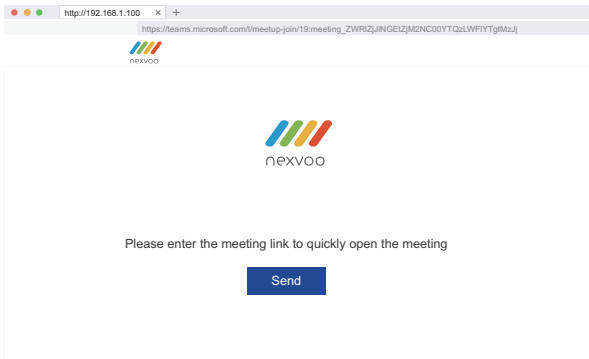 http://192.168.1.100 × +
https://teams.microsoft.com/l/meetup-join/19:meeting_ZWRlZjJiNGEtZjM2NC00YTQzLWFlYTgtMzJj
nexvoo
nexvoo
Please enter the meeting link to quickly open the meeting
Send